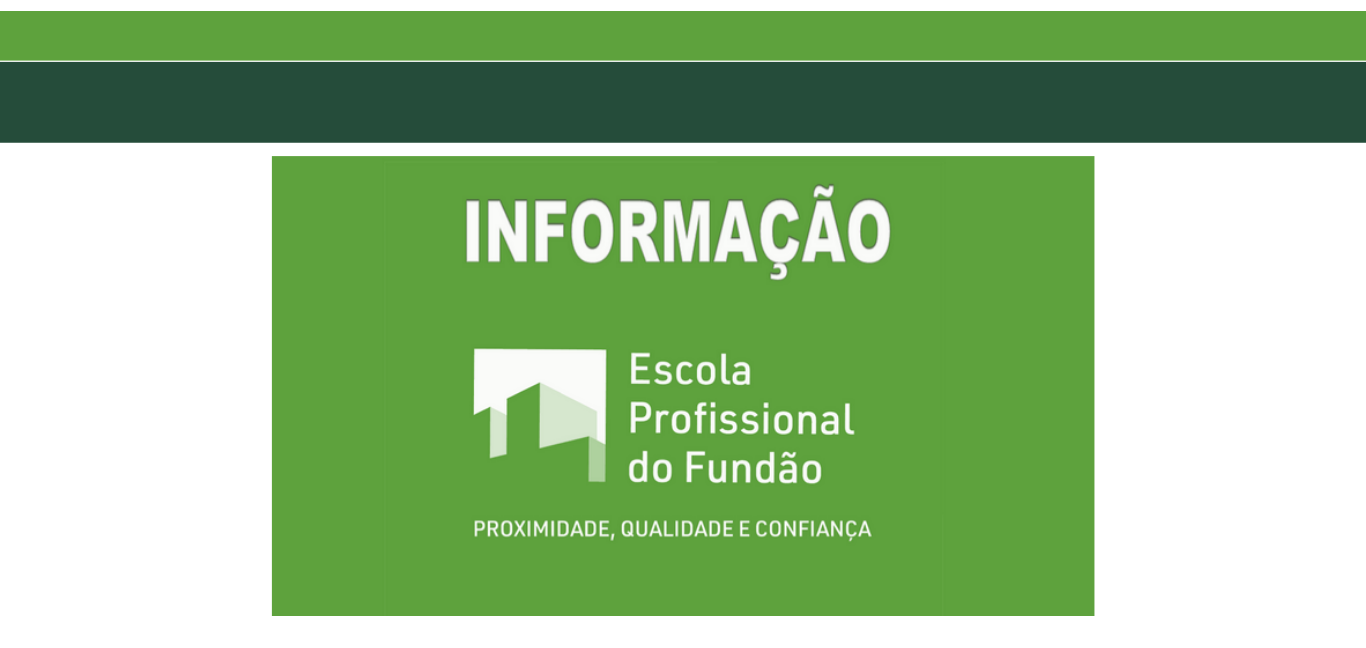 INFORMAÇÃO
Escola
Profissional
do Fundão
PROXIMIDADE, QUALIDADE E CONFIANÇA